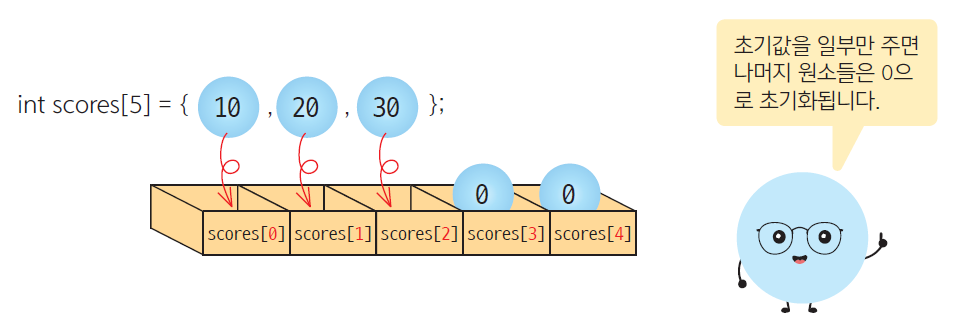 초기값을 일부만 주면
나머지 원소들은 0으
로 초기화됩니다.
int scores[5] = { 10 , 20 , 30 };
0 0
scores[0] scores[1] scores[2] scores[3] scores[4]